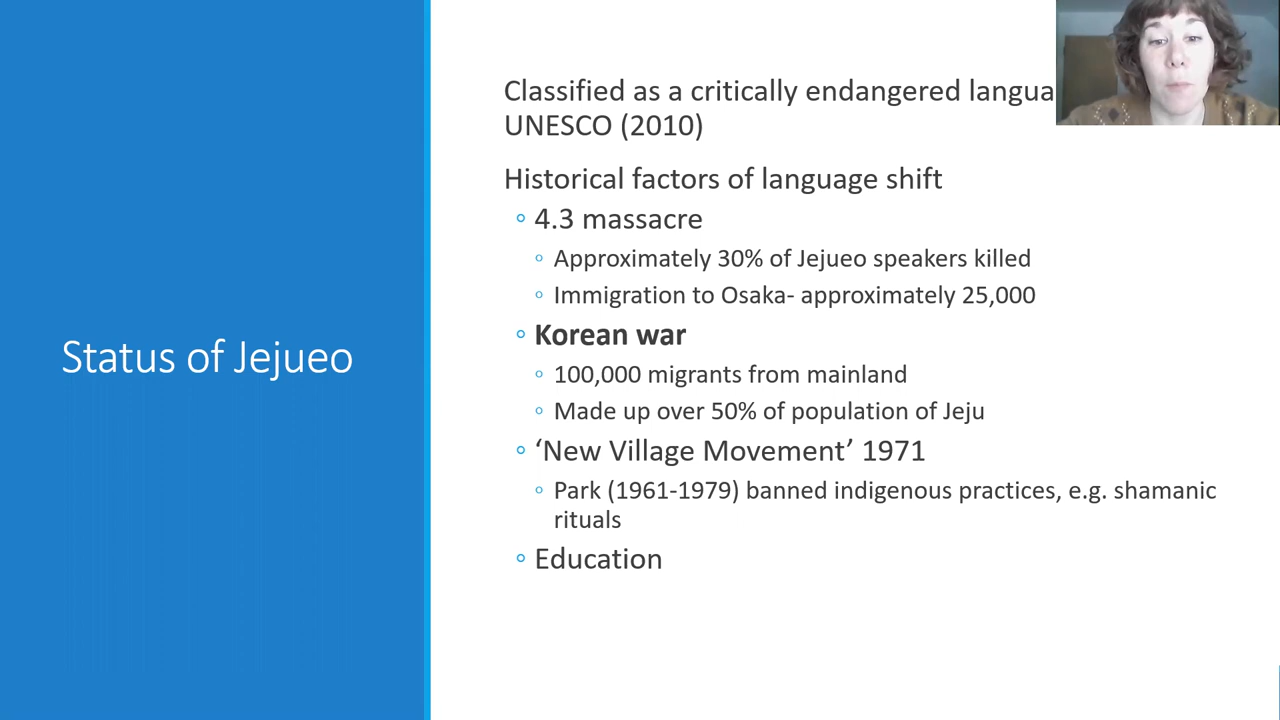 Status of Jejueo
Classified as a critically endangered
UNESCO (2010)
Historical factors of language shift
4.3 massacre
Approximately 30% of Jejueo speakers killed
Immigration to Osaka- approximately 25,000
Korean war
100,000 migrants from mainland
Made up over 50% of population of Jeju
‘New Village Movement’ 1971
Park (1961-1979) banned indigenous practices, e.g. shamanic
rituals
Education